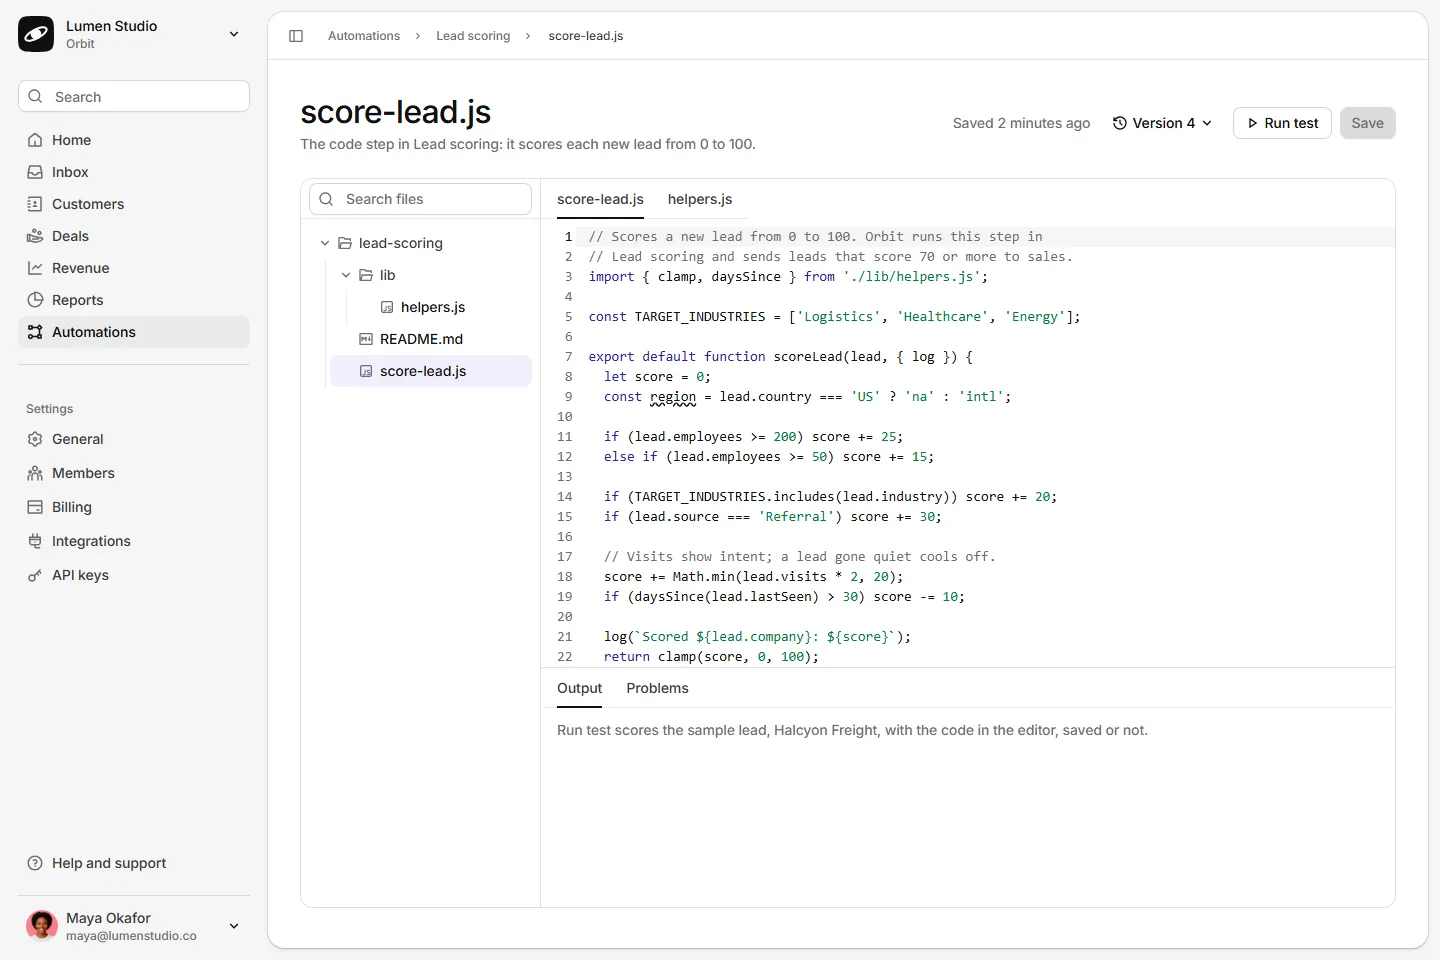 Lumen Studio
Orbit
Search
Home
Inbox
Customers
Deals
Revenue
Reports
Automations
Settings
General
Members
Billing
Integrations
API keys
Help and support
Maya Okafor
maya@lumenstudio.co
Automations > Lead scoring > score-lead.js
score-lead.js
The code step in Lead scoring: it scores each new lead from 0 to 100.
Saved 2 minutes ago
Version 4
Run test
Save
Search files
lead-scoring
lib
helpers.js
README.md
score-lead.js
score-lead.js helpers.js
1 // Scores a new lead from 0 to 100. Orbit runs this step in
2 // Lead scoring and sends leads that score 70 or more to sales.
3 import { clamp, daysSince } from './lib/helpers.js';
4
5 const TARGET_INDUSTRIES = ['Logistics', 'Healthcare', 'Energy'];
6
7 export default function scoreLead(lead, { log }) {
8   let score = 0;
9   const region = lead.country === 'US' ? 'na' : 'intl';
10
11   if (lead.employees >= 200) score += 25;
12   else if (lead.employees >= 50) score += 15;
13
14   if (TARGET_INDUSTRIES.includes(lead.industry)) score += 20;
15   if (lead.source === 'Referral') score += 30;
16
17   // Visits show intent; a lead gone quiet cools off.
18   score += Math.min(lead.visits * 2, 20);
19   if (daysSince(lead.lastSeen) > 30) score -= 10;
20
21   log(`Scored ${lead.company}: ${score}`);
22   return clamp(score, 0, 100);
Output Problems
Run test scores the sample lead, Halcyon Freight, with the code in the editor, saved or not.